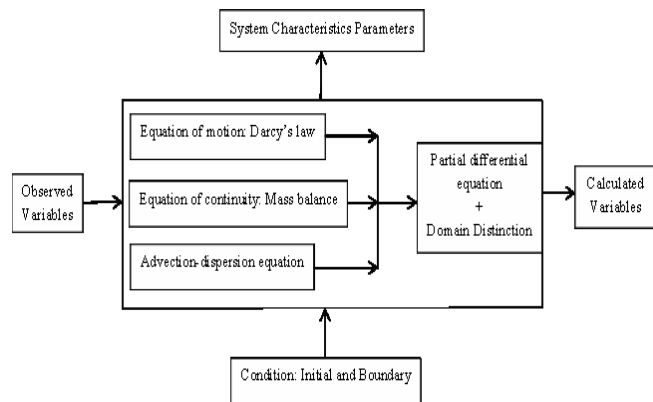 System Characteristics Parameters
Equation of motion: Darcy's law
Partial differential
equation
+
Domain Distinction
Observed
Variables
Equation of continuity: Mass balance
Calculated
Variables
Advection-dispersion equation
Condition: Initial and Boundary